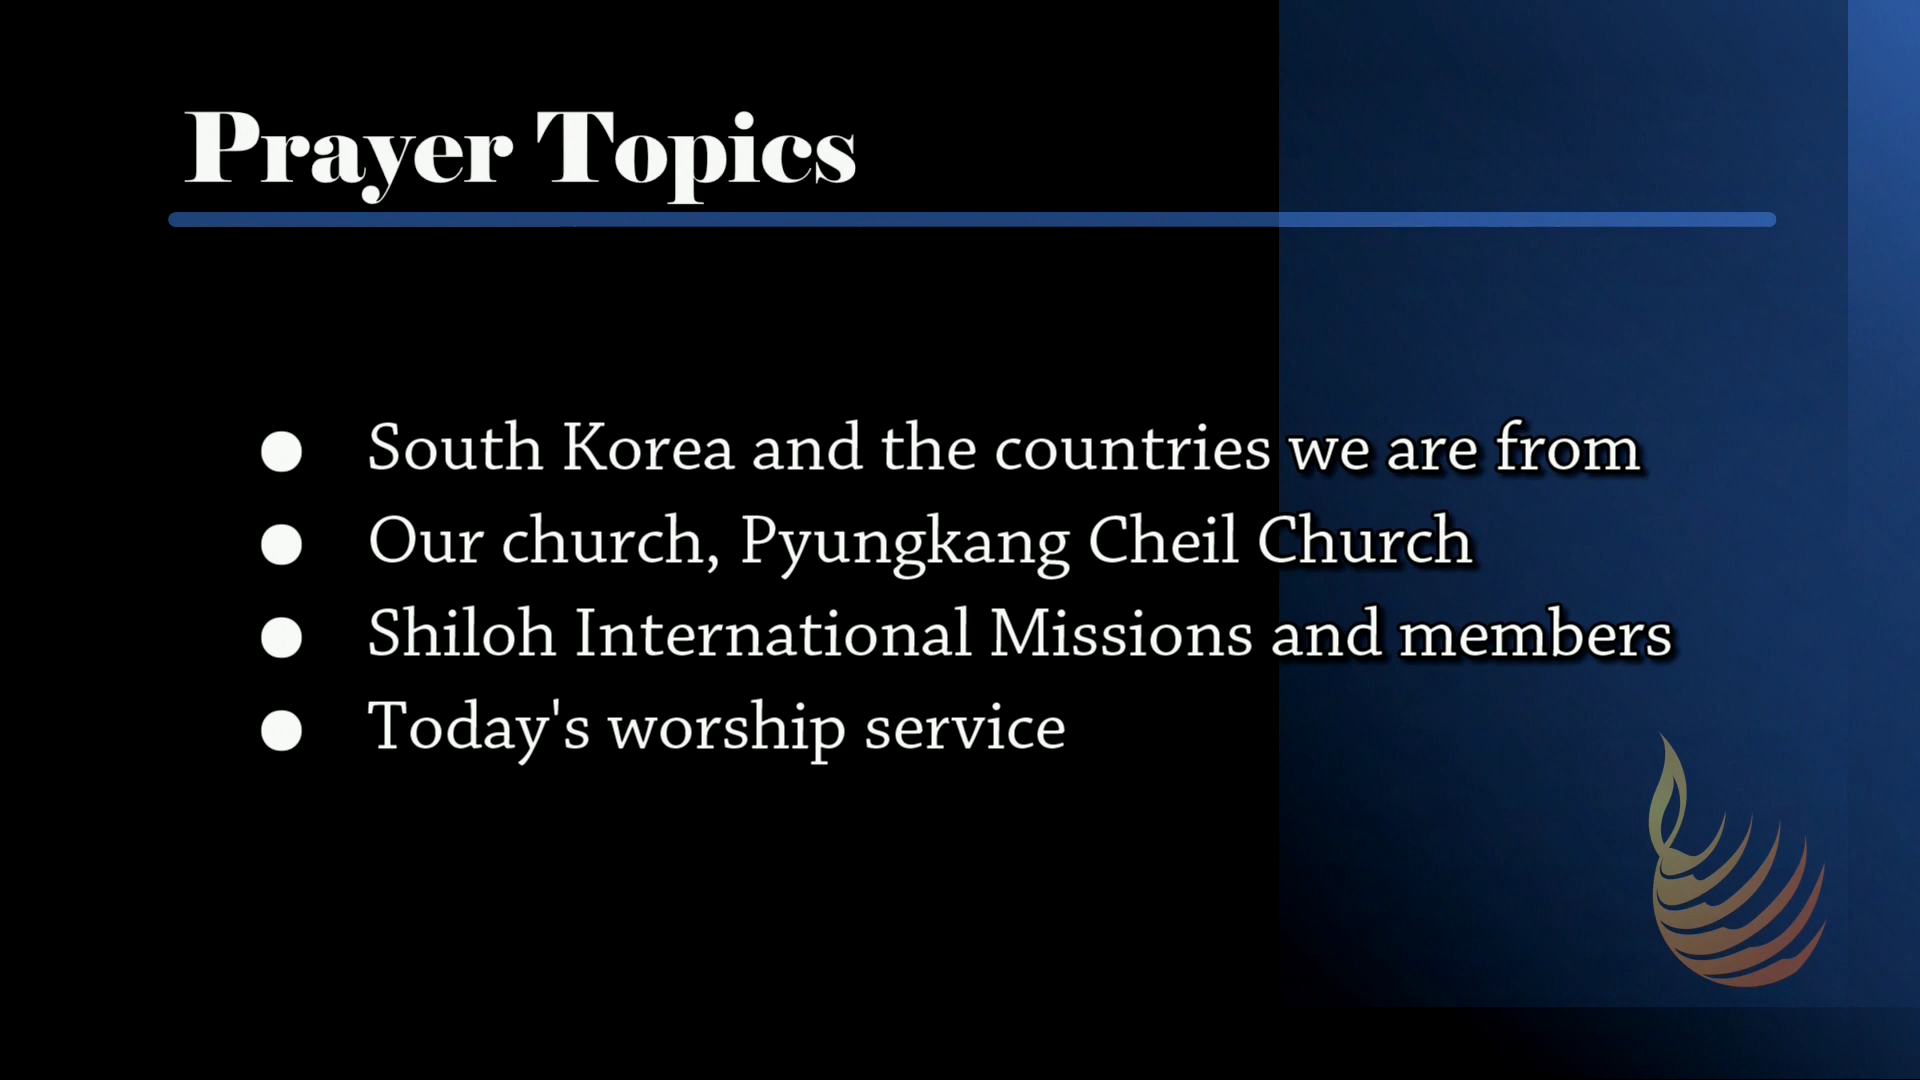 Prayer Topics
● South Korea and the countries we are from
● Our church, Pyungkang Cheil Church
● Shiloh International Missions and members
● Today's worship service